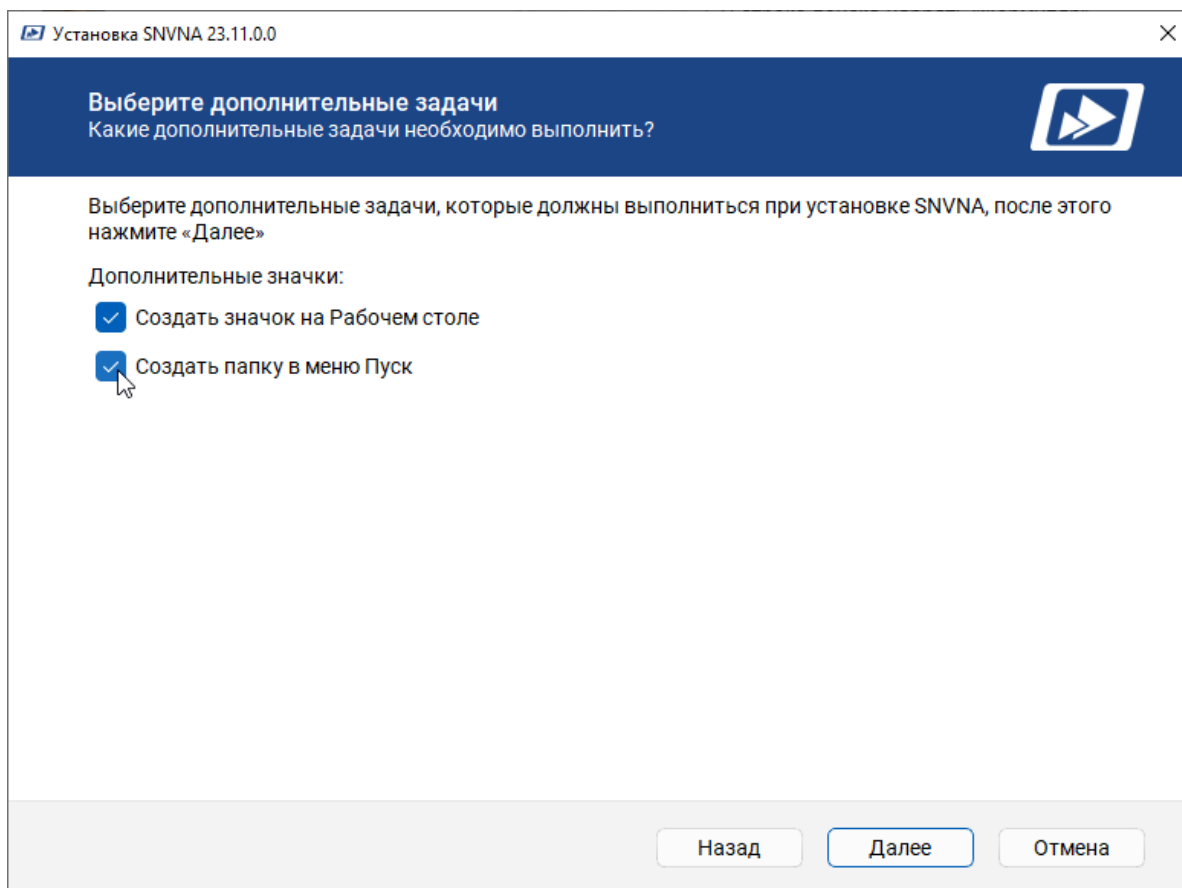 Установка SNVNA 23.11.0.0
Выберите дополнительные задачи
Какие дополнительные задачи необходимо выполнить?
Выберите дополнительные задачи, которые должны выполниться при установке SNVNA, после этого
нажмите «Далее»
Дополнительные значки:
Создать значок на Рабочем столе
Создать папку в меню Пуск
Назад
Далее
Отмена